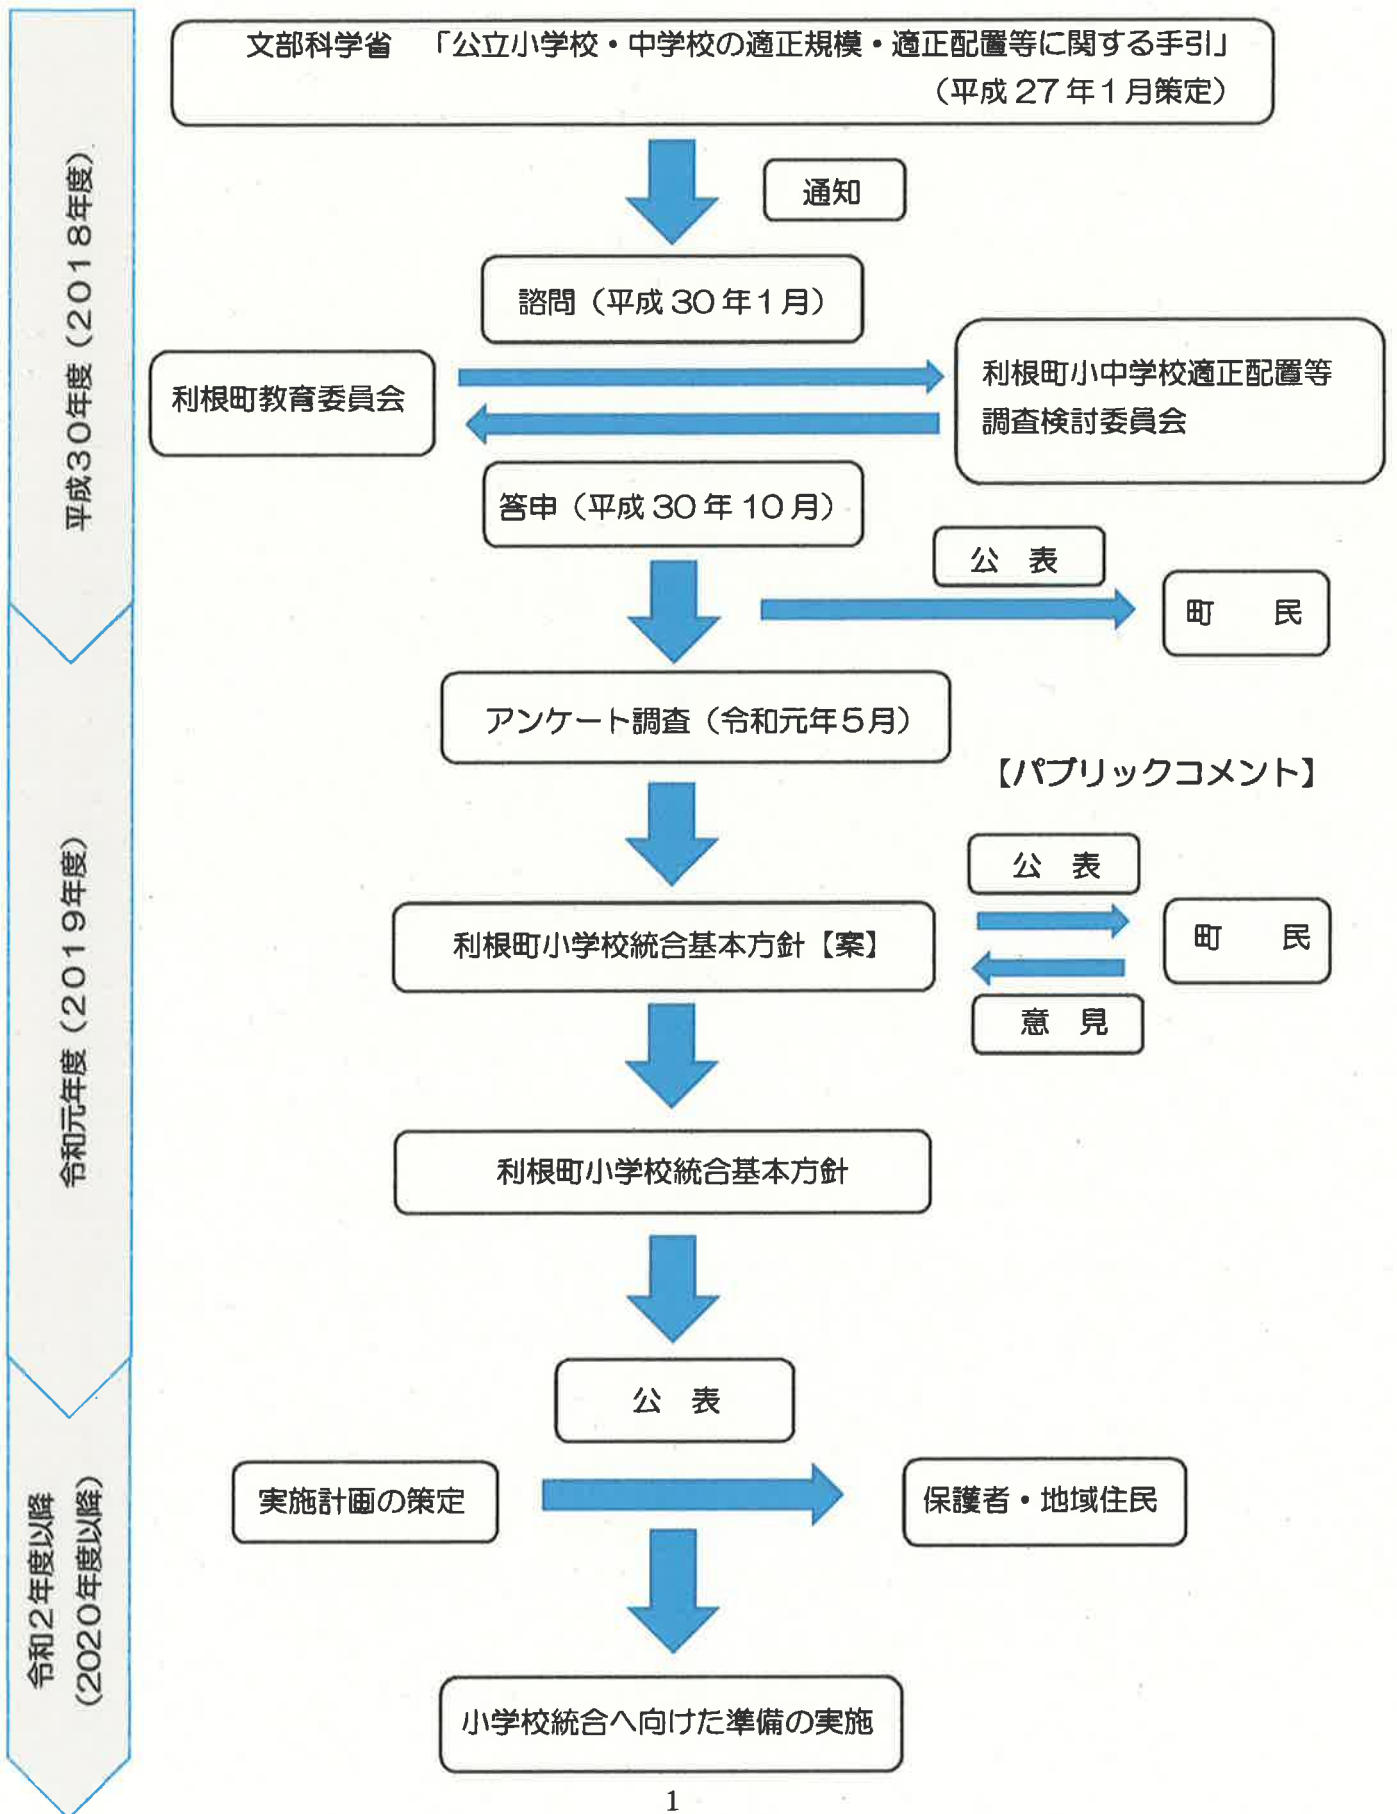 文部科学省　「公立小学校・中学校の適正規模・適正配置等に関する手引」
（平成27年1月策定）
通知
諮問（平成30年1月）
利根町教育委員会
利根町小中学校適正配置等
調査検討委員会
答申（平成30年10月）
公　表
町　　民
平成30年度（2018年度）
アンケート調査（令和元年5月）
【パブリックコメント】
公　表
利根町小学校統合基本方針【案】
町　　民
意　見
利根町小学校統合基本方針
令和元年度（2019年度）
公　表
実施計画の策定
保護者・地域住民
小学校統合へ向けた準備の実施
令和2年度以降
（2020年度以降）
1